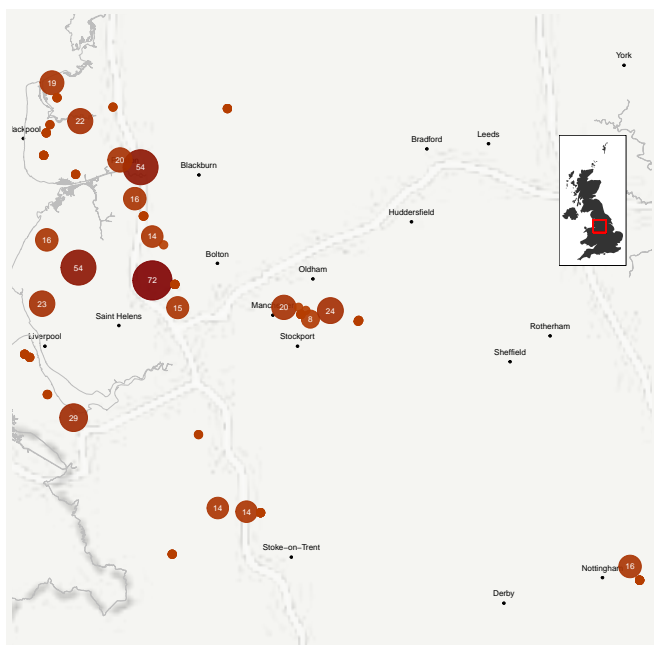 York
19
22
ackpool
Bradford
Leeds
20
54
Blackburn
16
Huddersfield
14
16
Bolton
54
72
Oldham
23
15
Manc
20
24
8
Saint Helens
Rotherham
Liverpool
Stockport
Sheffield
29
14
14
Stoke−on−Trent
Nottingham
16
Derby